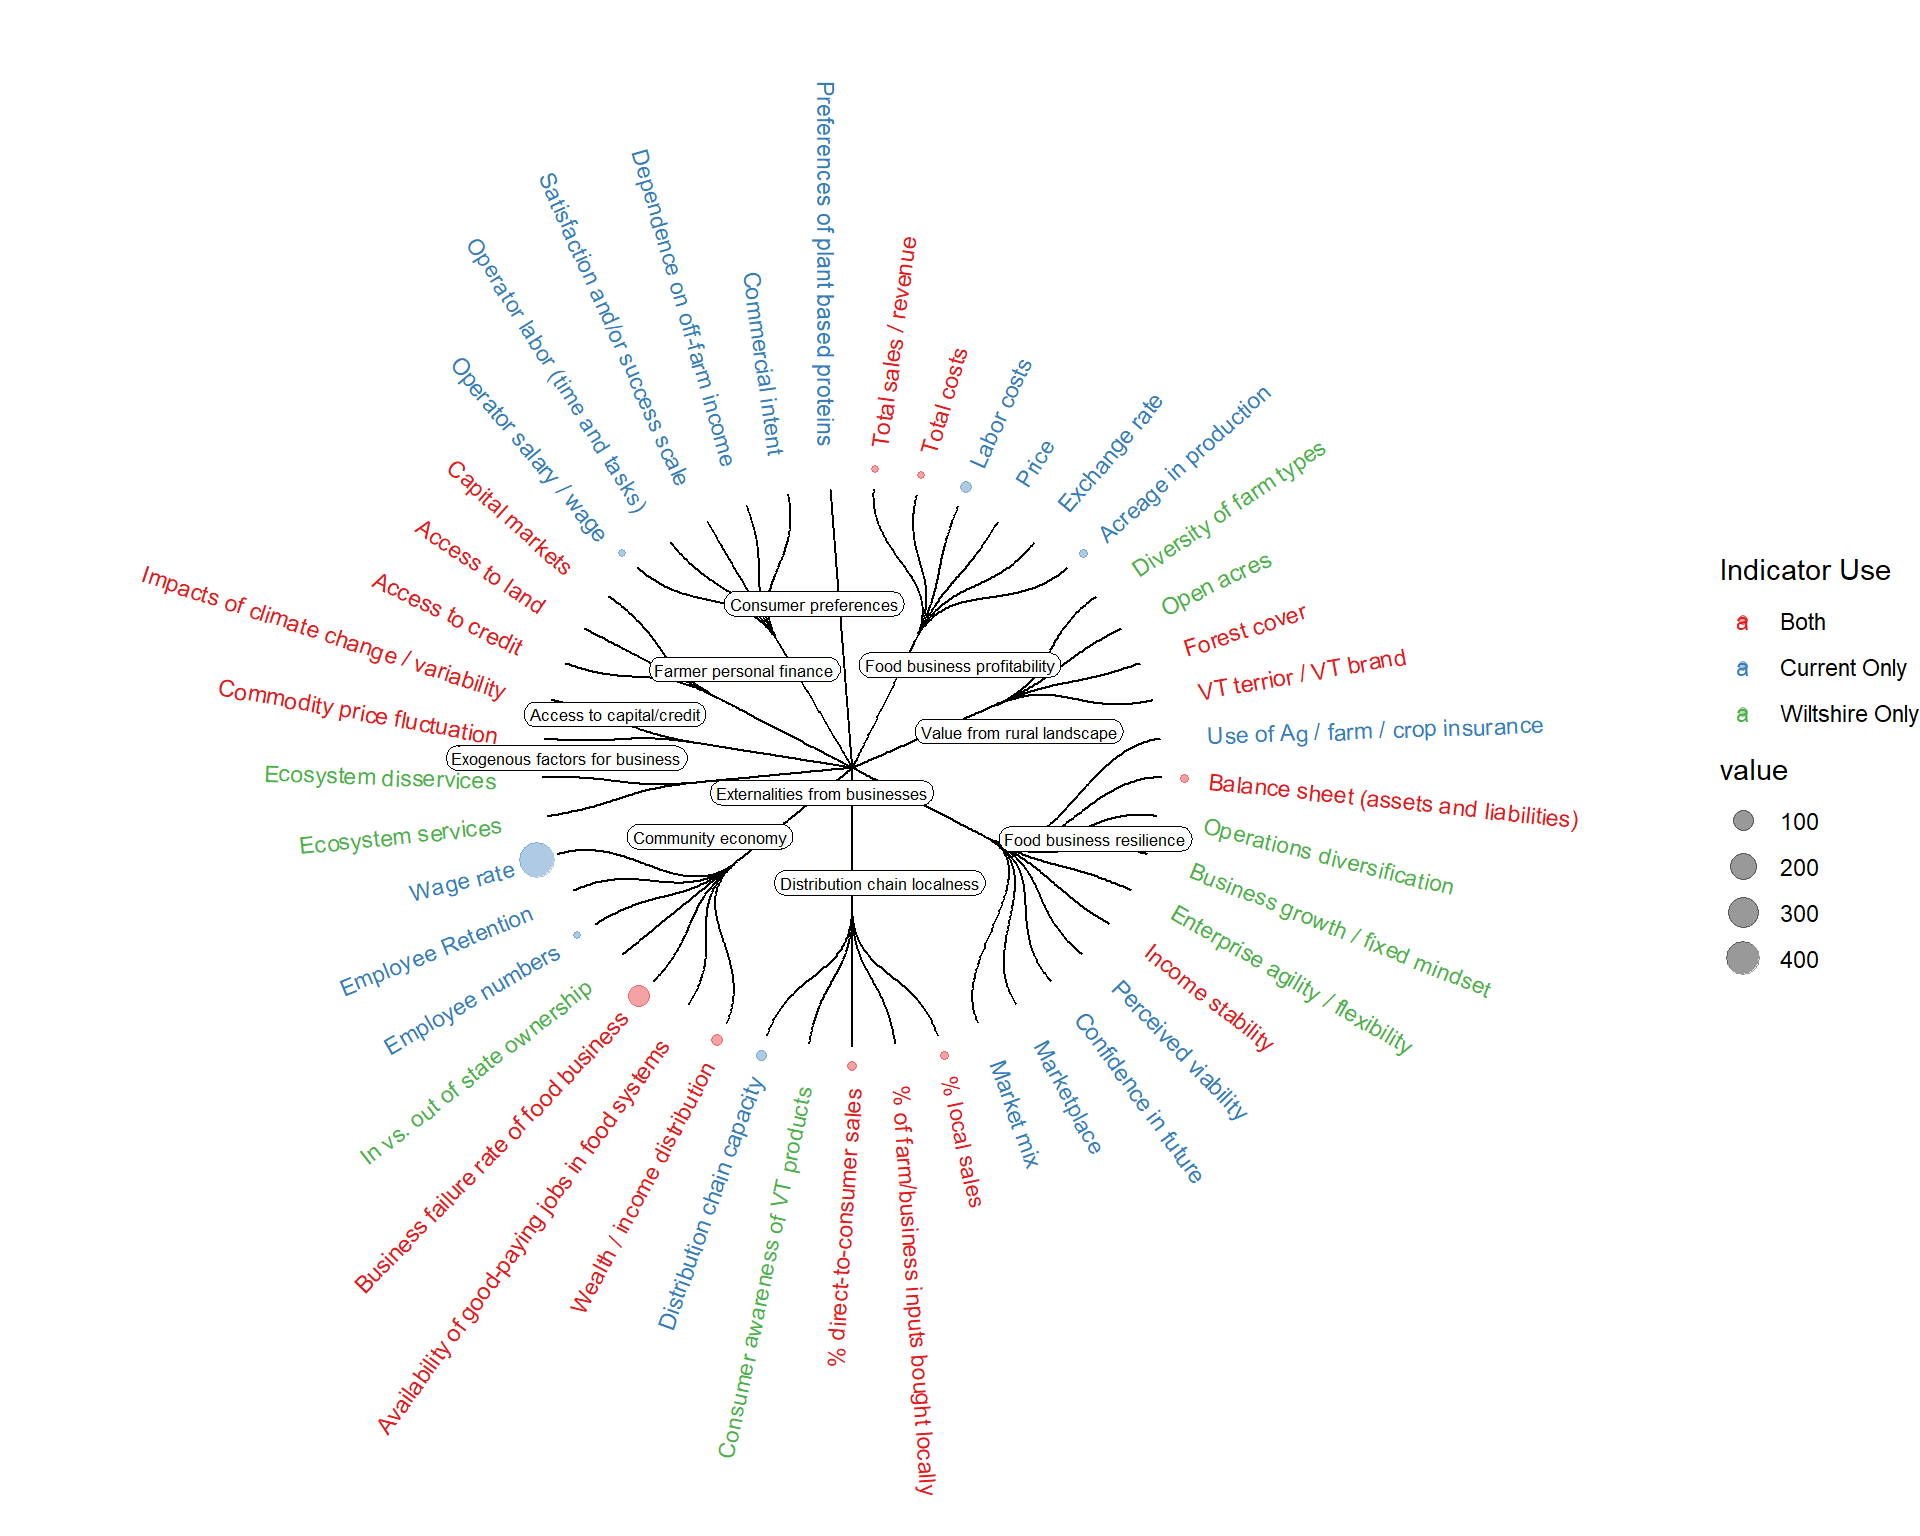 Preferences of plant based proteins
Dependence on off-farm income
Satisfaction and/or success scale
Operator labor (time and tasks)
Commercial intent
Operator salary / wage
Total sales / revenue
Total costs
Labor costs
Price
Exchange rate
Acreage in production
Diversity of farm types
Open acres
Forest cover
VT terrior / VT brand
Use of Ag / farm / crop insurance
Balance sheet (assets and liabilities)
Operations diversification
Business growth / fixed mindset
Enterprise agility / flexibility
Income stability
Perceived viability
Confidence in future
Marketplace
Market mix
% local sales
% of farm/business inputs bought locally
% direct-to-consumer sales
Consumer awareness of VT products
Distribution chain capacity
Wealth / income distribution
Availability of good-paying jobs in food systems
Business failure rate of food business
In vs. out of state ownership
Employee numbers
Employee Retention
Wage rate
Ecosystem services
Ecosystem disservices
Commodity price fluctuation
Impacts of climate change / variability
Access to credit
Access to land
Capital markets
Consumer preferences
Farmer personal finance
Food business profitability
Access to capital/credit
Value from rural landscape
Exogenous factors for business
Externalities from businesses
Community economy
Food business resilience
Distribution chain localness
Indicator Use
a Both
a Current Only
a Wiltshire Only
value
100
200
300
400